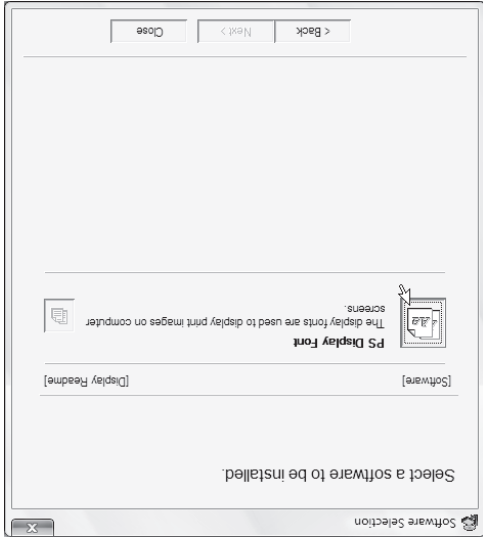 Software Selection
Select a software to be installed.
[Software] [Display Readme]
PS Display Font
The display fonts are used to display print images on computer
screens.
< Back Next > Close